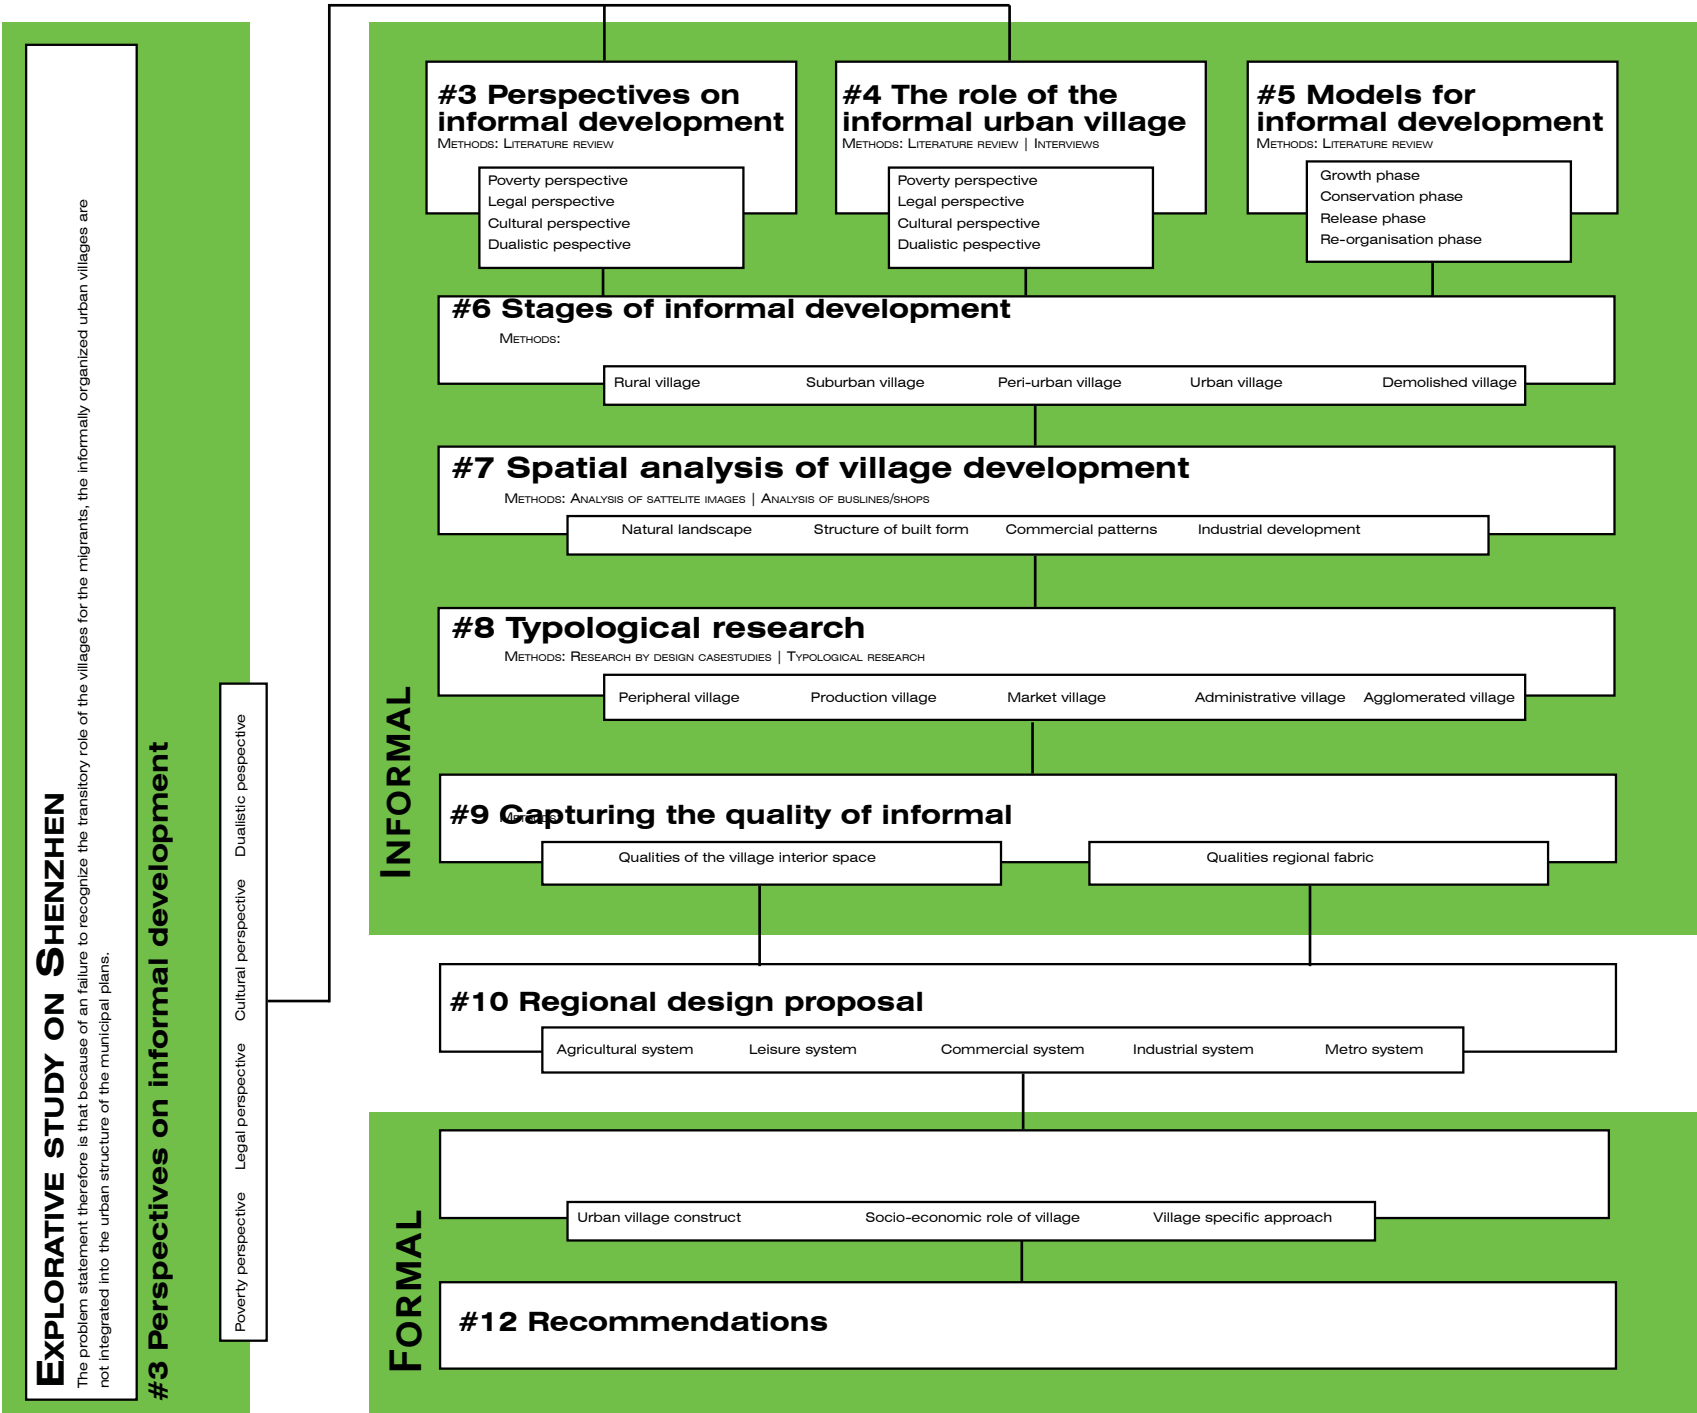 EXPLORATIVE STUDY ON SHENZHEN
The problem statement therefore is that because of an failure to recognize the transitory role of the villages for the migrants, the informally organized urban villages are
not integrated into the urban structure of the municipal plans.
#3 Perspectives on informal development
Poverty perspective Legal perspective Cultural perspective Dualistic pespective
INFORMAL
#3 Perspectives on
informal development
METHODS: LITERATURE REVIEW
Poverty perspective
Legal perspective
Cultural perspective
Dualistic pespective
#4 The role of the
informal urban village
METHODS: LITERATURE REVIEW | INTERVIEWS
Poverty perspective
Legal perspective
Cultural perspective
Dualistic pespective
#5 Models for
informal development
METHODS: LITERATURE REVIEW
Growth phase
Conservation phase
Release phase
Re-organisation phase
#6 Stages of informal development
METHODS:
Rural village Suburban village Peri-urban village Urban village Demolished village
#7 Spatial analysis of village development
METHODS: ANALYSIS OF SATTELITE IMAGES | ANALYSIS OF BUSLINES/SHOPS
Natural landscape Structure of built form Commercial patterns Industrial development
#8 Typological research
METHODS: RESEARCH BY DESIGN CASESTUDIES | TYPOLOGICAL RESEARCH
Peripheral village Production village Market village Administrative village Agglomerated village
#9 Capturing the quality of informal
METHODS:
Qualities of the village interior space Qualities regional fabric
#10 Regional design proposal
Agricultural system Leisure system Commercial system Industrial system Metro system
FORMAL
Urban village construct Socio-economic role of village Village specific approach
#12 Recommendations